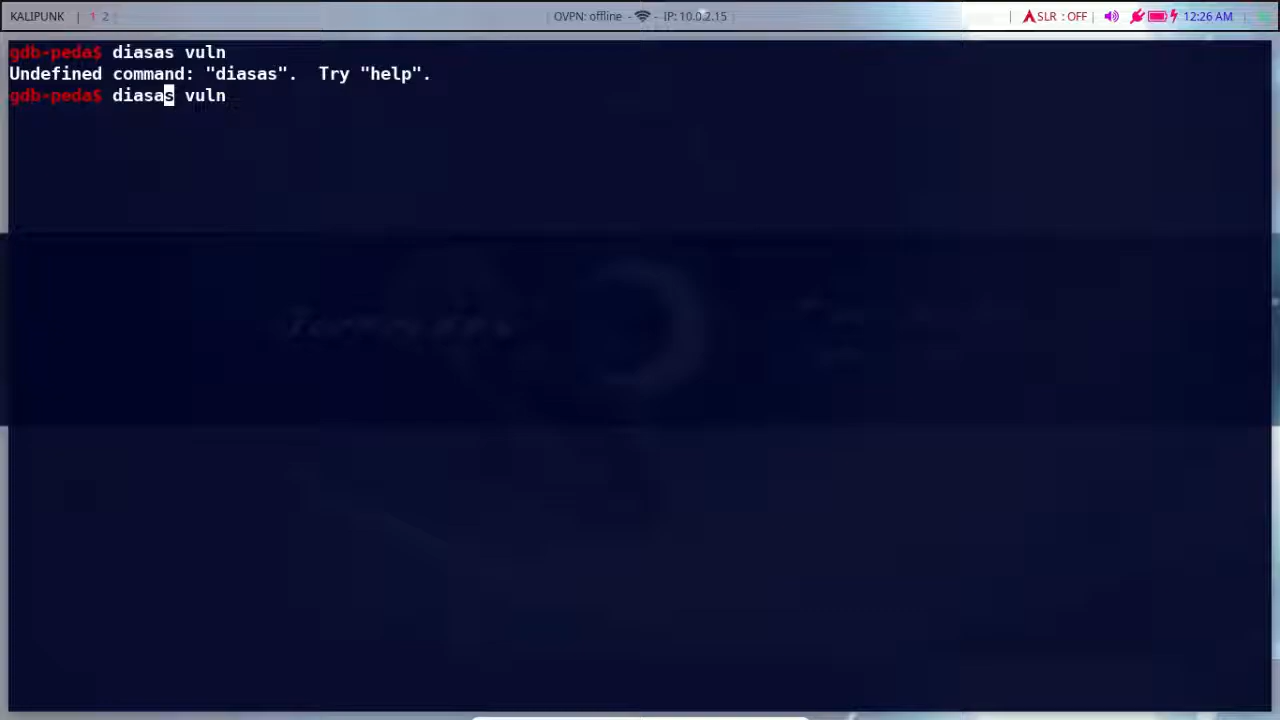 KALIPUNK | 1 2 | OVPN: offline - - IP: 10.0.2.15 | | SLR : OFF | 12:26 AM |
gdb-peda$ diasas vuln
Undefined command: "diasas".  Try "help".
gdb-peda$ diasas vuln